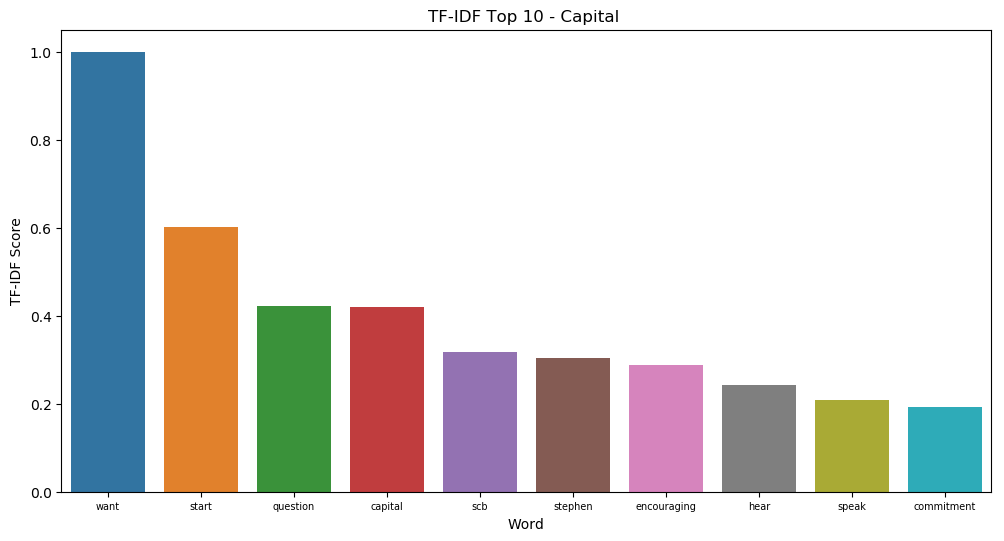 TF-IDF Top 10 - Capital
TF-IDF Score
1.0
0.8
0.6
0.4
0.2
0.0
want start question capital scb stephen encouraging hear speak commitment
Word